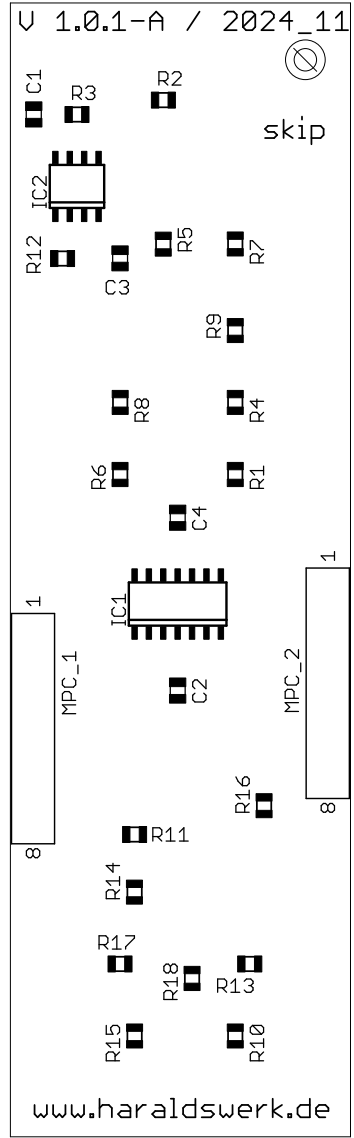 V 1.0.1-A / 2024_11
C1
R3
R2
skip
IC2
R12
C3
R5
R7
R9
R8
R4
R6
R1
C4
IC1
1
1
MPC_1
MPC_2
C2
R16
8
8
R11
R14
R17
R18
R13
R15
R10
www.haraldswerk.de